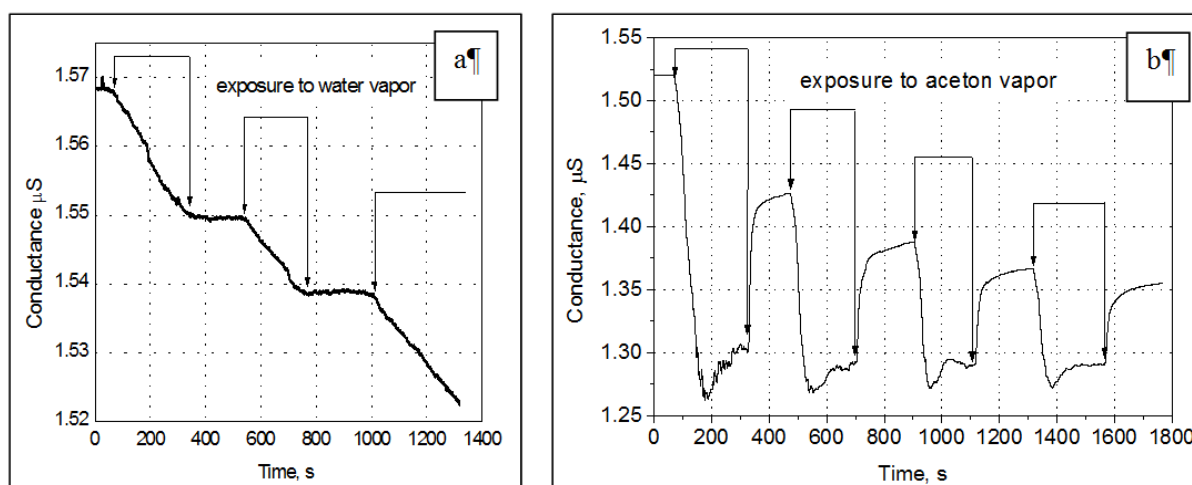 a¶
exposure to water vapor
Conductance µS
1.57
1.56
1.55
1.54
1.53
1.52
0 200 400 600 800 1000 1200 1400
Time, s
b¶
exposure to aceton vapor
Conductance, µS
1.55
1.50
1.45
1.40
1.35
1.30
1.25
0 200 400 600 800 1000 1200 1400 1600 1800
Time, s